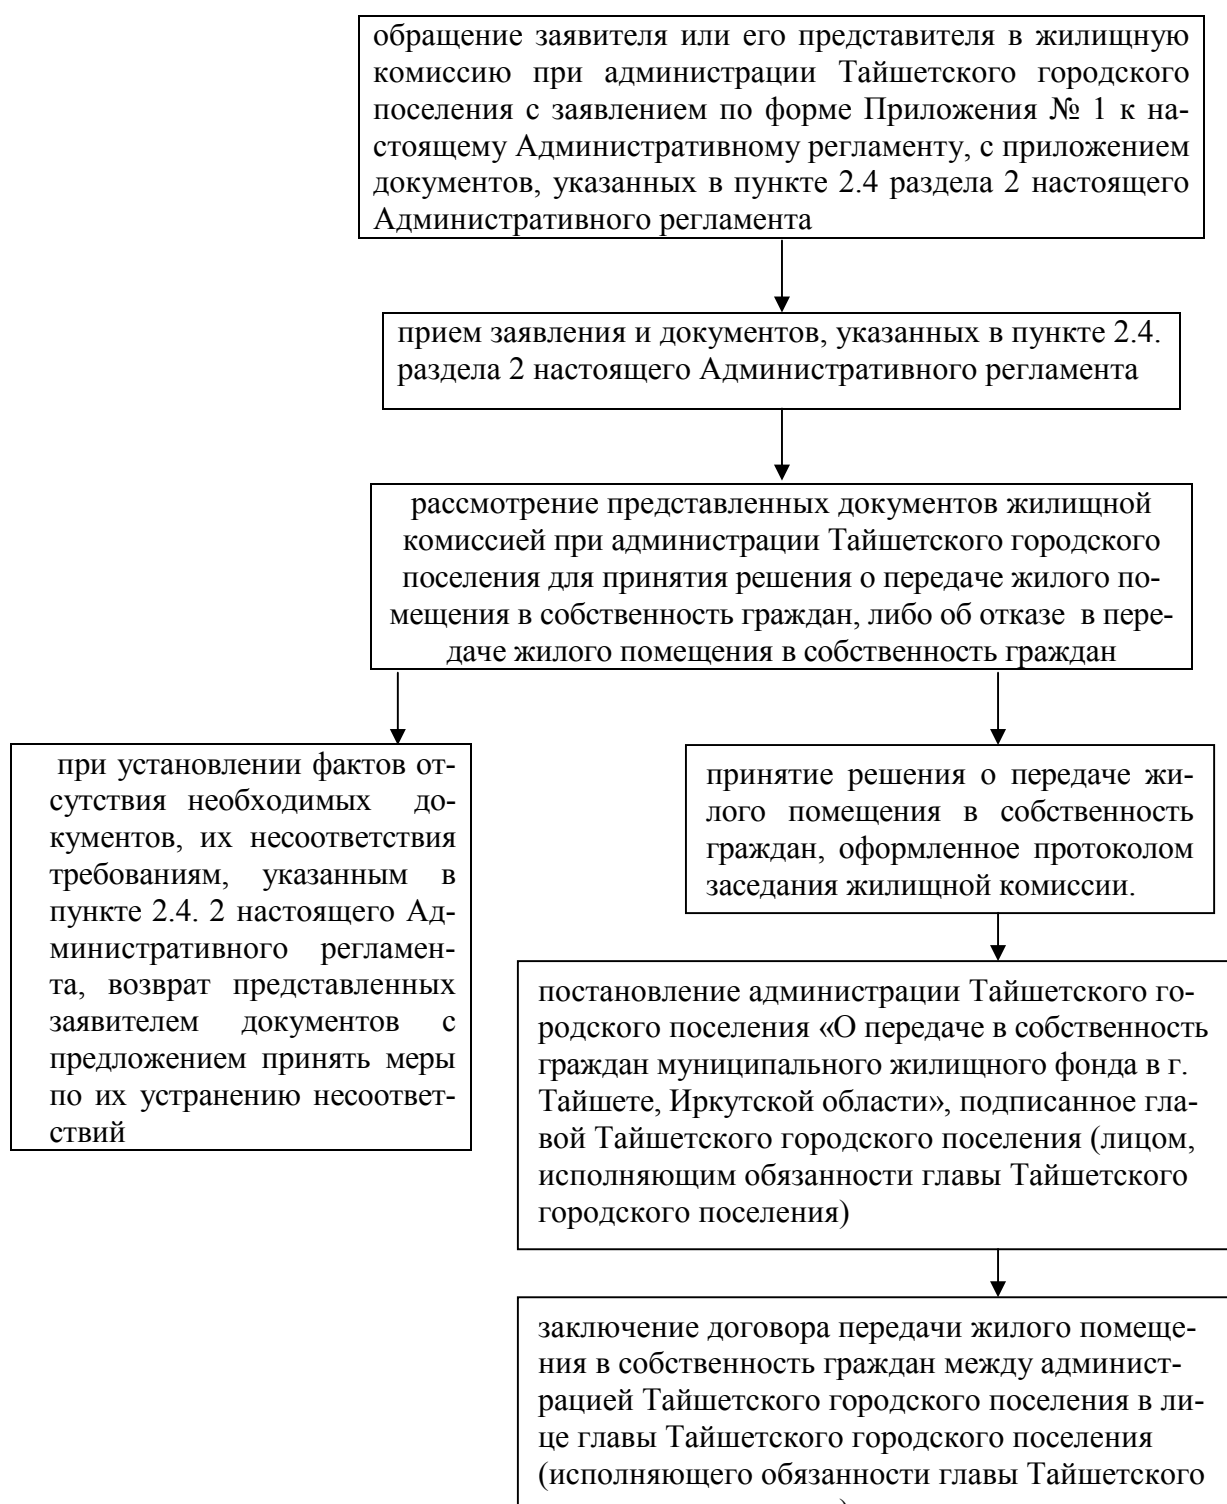 обращение заявителя или его представителя в жилищную
комиссию при администрации Тайшетского городского
поселения с заявлением по форме Приложения № 1 к на-
стоящему Административному регламенту, с приложением
документов, указанных в пункте 2.4 раздела 2 настоящего
Административного регламента
прием заявления и документов, указанных в пункте 2.4.
раздела 2 настоящего Административного регламента
рассмотрение представленных документов жилищной
комиссией при администрации Тайшетского городского
поселения для принятия решения о передаче жилого по-
мещения в собственность граждан, либо об отказе в пере-
даче жилого помещения в собственность граждан
при установлении фактов от-
сутствия необходимых до-
кументов, их несоответствия
требованиям, указанным в
пункте 2.4. 2 настоящего Ад-
министративного регламен-
та, возврат представленных
заявителем документов с
предложением принять меры
по их устранению несоответ-
ствий
принятие решения о передаче жи-
лого помещения в собственность
граждан, оформленное протоколом
заседания жилищной комиссии.
постановление администрации Тайшетского го-
родского поселения «О передаче в собственность
граждан муниципального жилищного фонда в г.
Тайшете, Иркутской области», подписанное гла-
вой Тайшетского городского поселения (лицом,
исполняющим обязанности главы Тайшетского
городского поселения)
заключение договора передачи жилого помеще-
ния в собственность граждан между админист-
рацией Тайшетского городского поселения в ли-
це главы Тайшетского городского поселения
(исполняющего обязанности главы Тайшетского